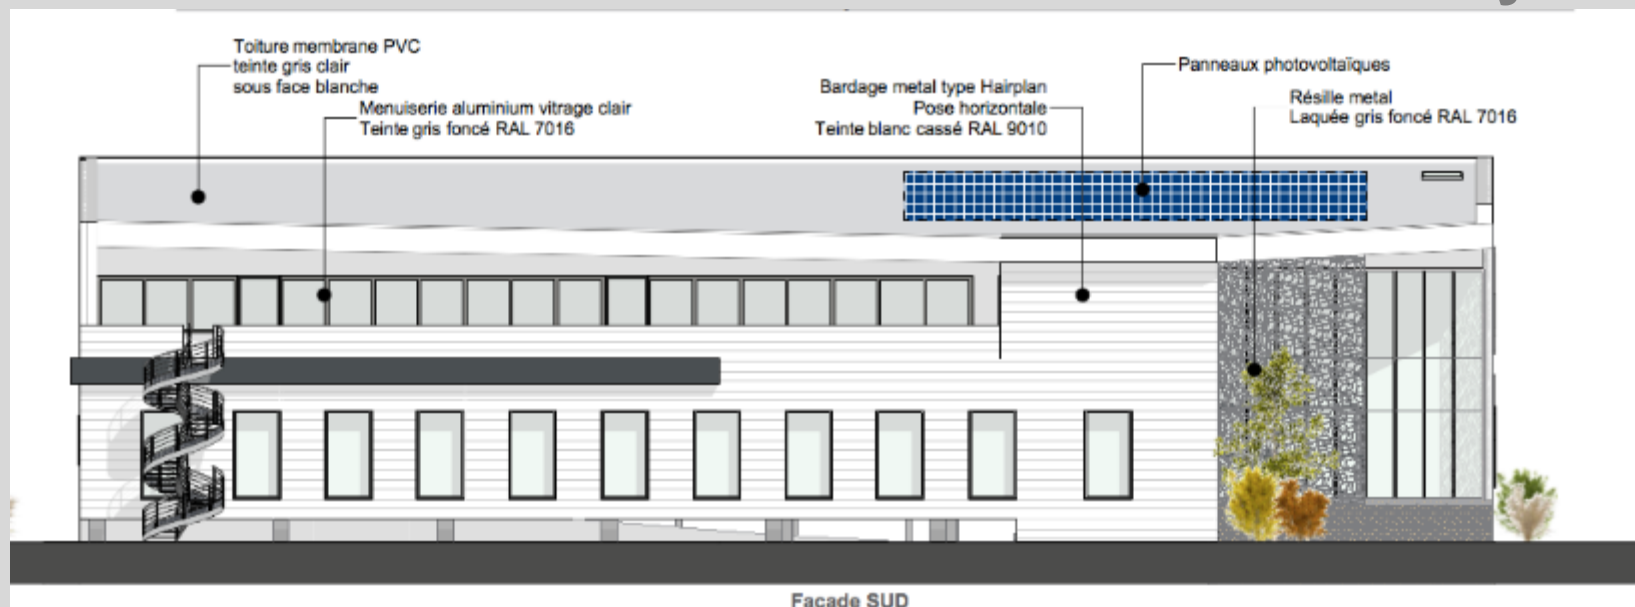 Toiture membrane PVC
teinte gris clair
sous face blanche
Menuiserie aluminium vitrage clair
Teinte gris foncé RAL 7016
Bardage metal type Hairplan
Pose horizontale
Teinte blanc cassé RAL 9010
Panneaux photovoltaïques
Résille metal
Laquée gris foncé RAL 7016
Façade SUD